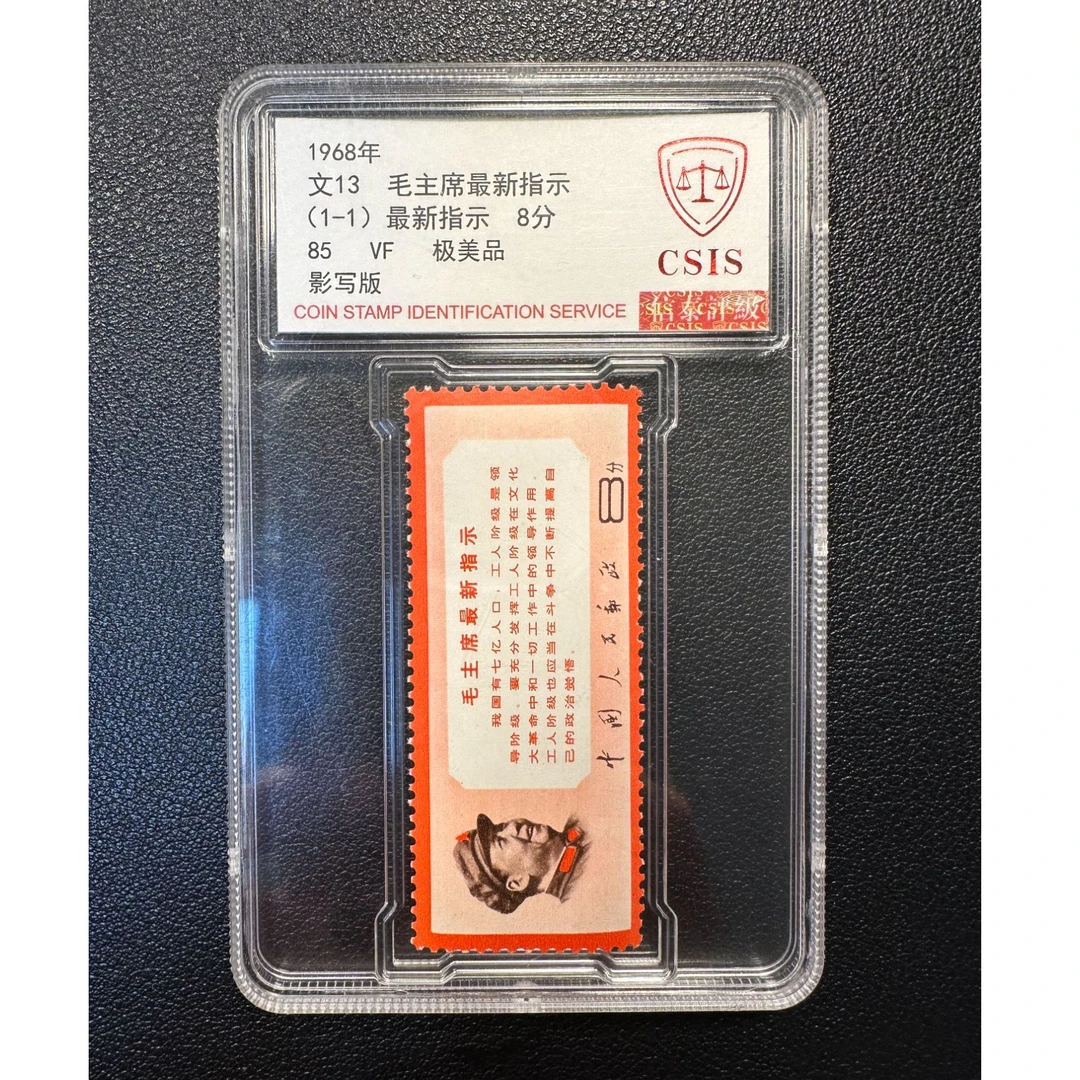 1968年
文13 毛主席最新指示
（1-1）最新指示 8分
85 VF 极美品
影写版
COIN STAMP IDENTIFICATION SERVICE
CSIS
信泰評級
毛主席最新指示
我国有七亿人口，工人阶级是领
导阶级。要充分发挥工人阶级在文化
大革命中和一切工作中的领导作用。
工人阶级也应当在斗争中不断提高自
己的政治觉悟。
中国人民邮政
8分